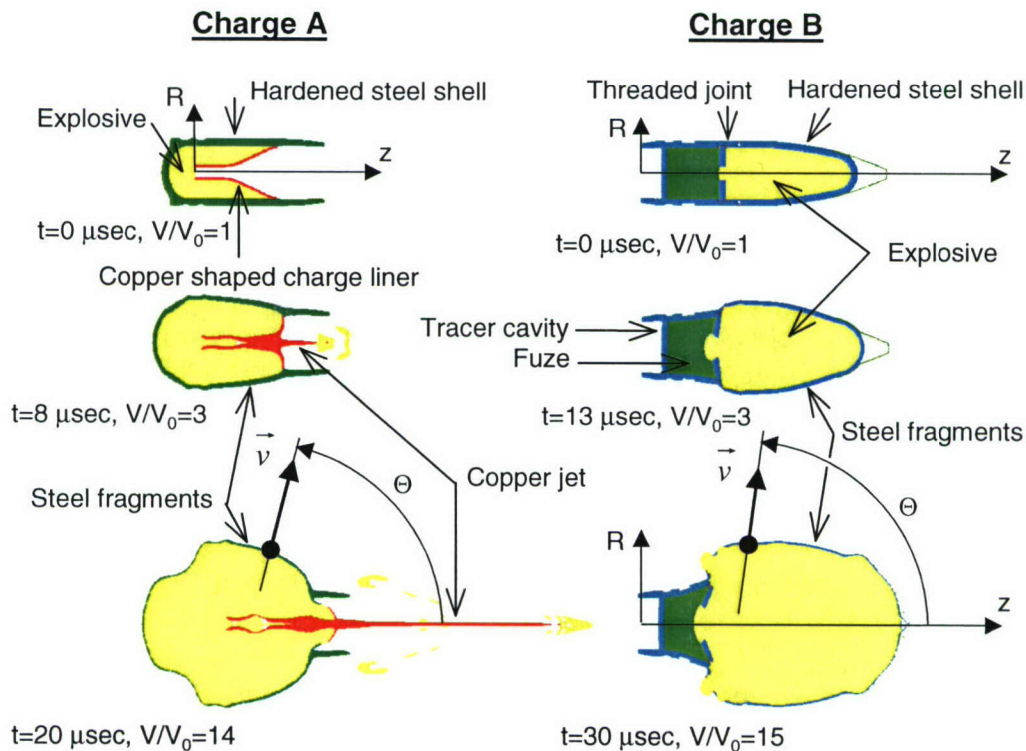 Charge A
Charge B
Hardened steel shell
R
Explosive
z
t=0 μsec, V/V₀=1
Copper shaped charge liner
Threaded joint
Hardened steel shell
R
z
t=0 μsec, V/V₀=1
Explosive
t=8 μsec, V/V₀=3
Tracer cavity
Fuze
t=13 μsec, V/V₀=3
Steel fragments
v
Θ
Copper jet
Steel fragments
v
Θ
R
z
t=20 μsec, V/V₀=14
t=30 μsec, V/V₀=15